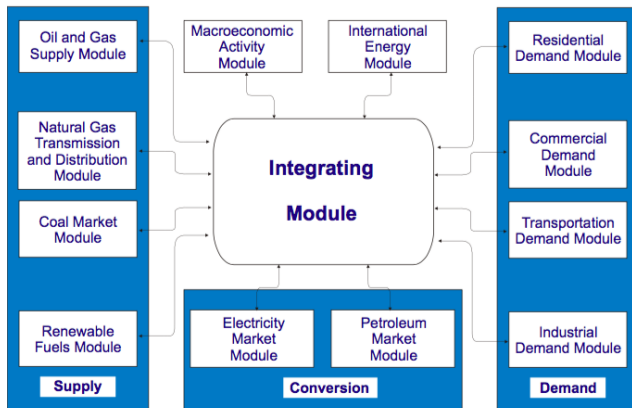 Oil and Gas
Supply Module
Natural Gas
Transmission
and Distribution
Module
Coal Market
Module
Renewable
Fuels Module
Supply
Macroeconomic
Activity
Module
International
Energy
Module
Integrating
Module
Electricity
Market
Module
Petroleum
Market
Module
Conversion
Residential
Demand Module
Commercial
Demand
Module
Transportation
Demand Module
Industrial
Demand Module
Demand